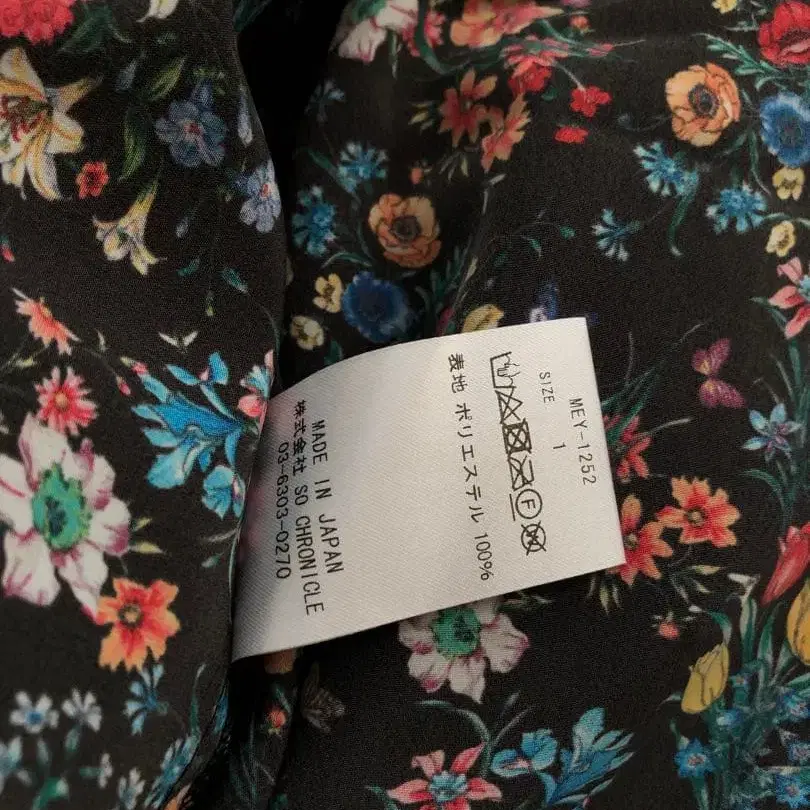 MEY-1252
SIZE 1
F
表地 ポリエステル 100%
MADE IN JAPAN
株式会社 SO CHRONICLE
03-6303-0270